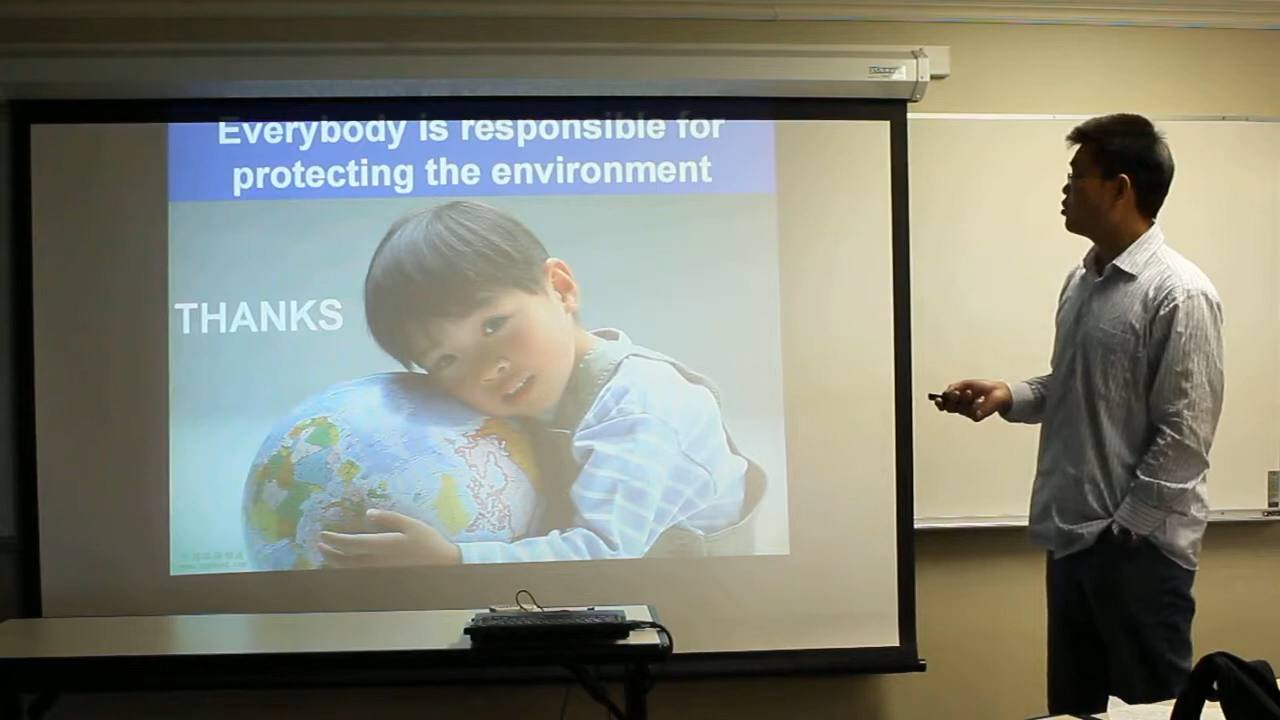 Everybody is responsible for
protecting the environment
THANKS